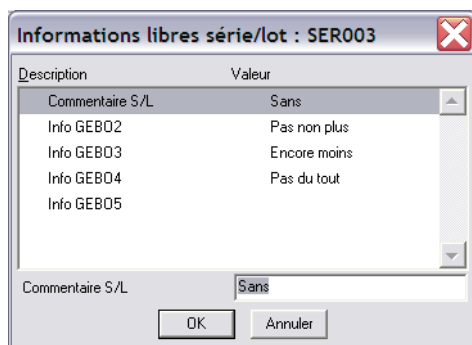 Informations libres série/lot : SER003
Description Valeur
Commentaire S/L Sans
Info GEBO2 Pas non plus
Info GEBO3 Encore moins
Info GEBO4 Pas du tout
Info GEBO5
Commentaire S/L Sans
OK Annuler